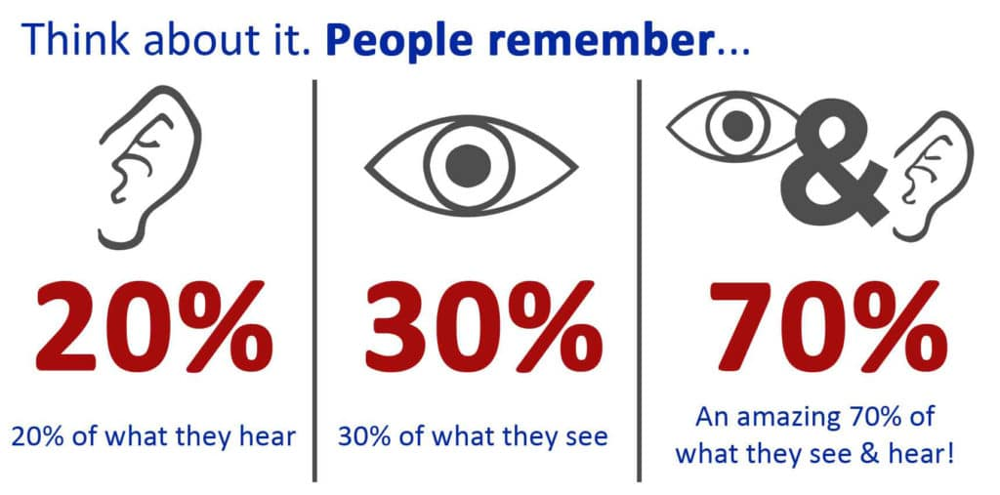 Think about it. People remember...
&
20%
30%
70%
20% of what they hear
30% of what they see
An amazing 70% of
what they see & hear!